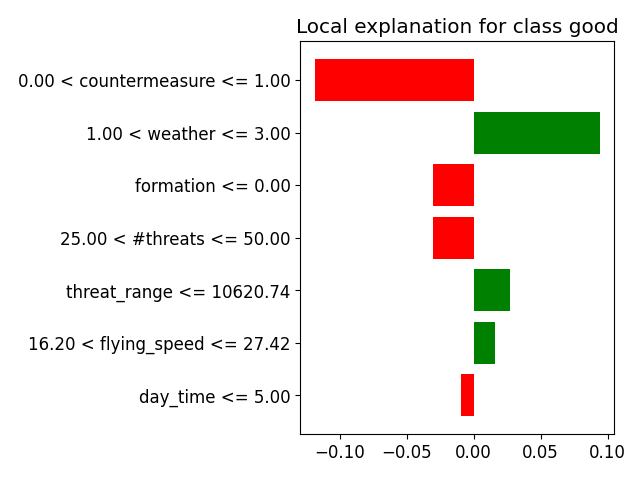 Local explanation for class good
0.00 < countermeasure <= 1.00
1.00 < weather <= 3.00
formation <= 0.00
25.00 < #threats <= 50.00
threat_range <= 10620.74
16.20 < flying_speed <= 27.42
day_time <= 5.00
−0.10 −0.05 0.00 0.05 0.10